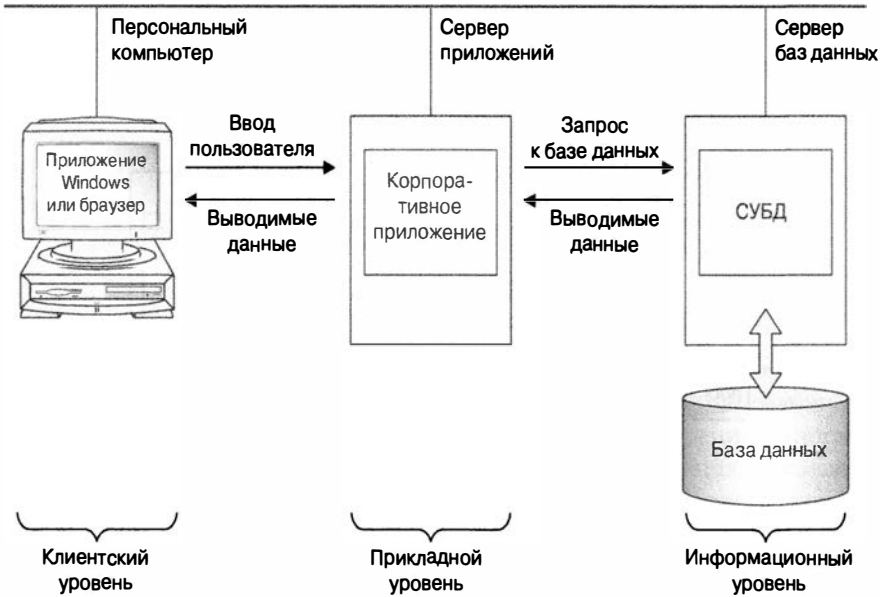 Персональный
компьютер
Сервер
приложений
Сервер
баз данных
Приложение
Windows
или браузер
Ввод
пользователя
Выводимые
данные
Корпора-
тивное
приложение
Запрос
к базе данных
Выводимые
данные
СУБД
База данных
Клиентский
уровень
Прикладной
уровень
Информационный
уровень